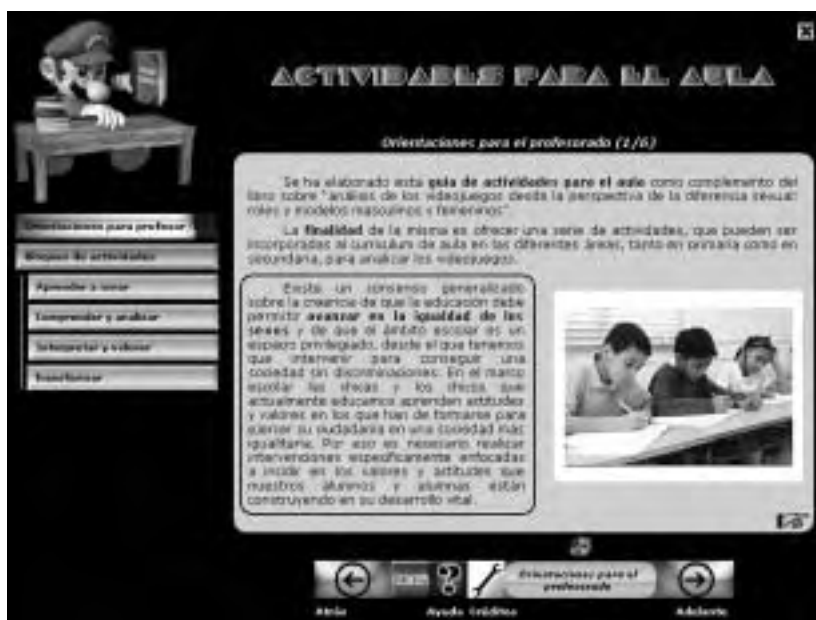 ACTIVIDADES PARA EL AULA
Orientaciones para el profesorado (1/6)
Se ha elaborado esta guía de actividades para el aula como complemento del
libro sobre "análisis de los videojuegos desde la perspectiva de la diferencia sexual:
roles y modelos masculinos y femeninos".
La finalidad de la misma es ofrecer una serie de actividades, que pueden ser
incorporadas al currículum de aula en las diferentes áreas, tanto en primaria como en
secundaria, para analizar los videojuegos.
Orientaciones para profesor
Bloques de actividades
Aprender a mirar
Comprender y analizar
Interpretar y valorar
Transformar
Existe un consenso generalizado
sobre la creencia de que la educación debe
permitir avanzar en la igualdad de los
sexos y de que el ámbito escolar es un
espacio privilegiado, desde el que tenemos
que intervenir para conseguir una
sociedad sin discriminaciones. En el marco
escolar las chicas y los chicos que
actualmente educamos aprenden actitudes
y valores en los que han de formarse para
ejercer su ciudadanía en una sociedad más
igualitaria. Por eso es necesario realizar
intervenciones específicamente enfocadas
a incidir en los valores y actitudes que
nuestros alumnos y alumnas están
construyendo en su desarrollo vital.
Orientaciones para el
profesorado
Atrás
Ayuda
Créditos
Adelante